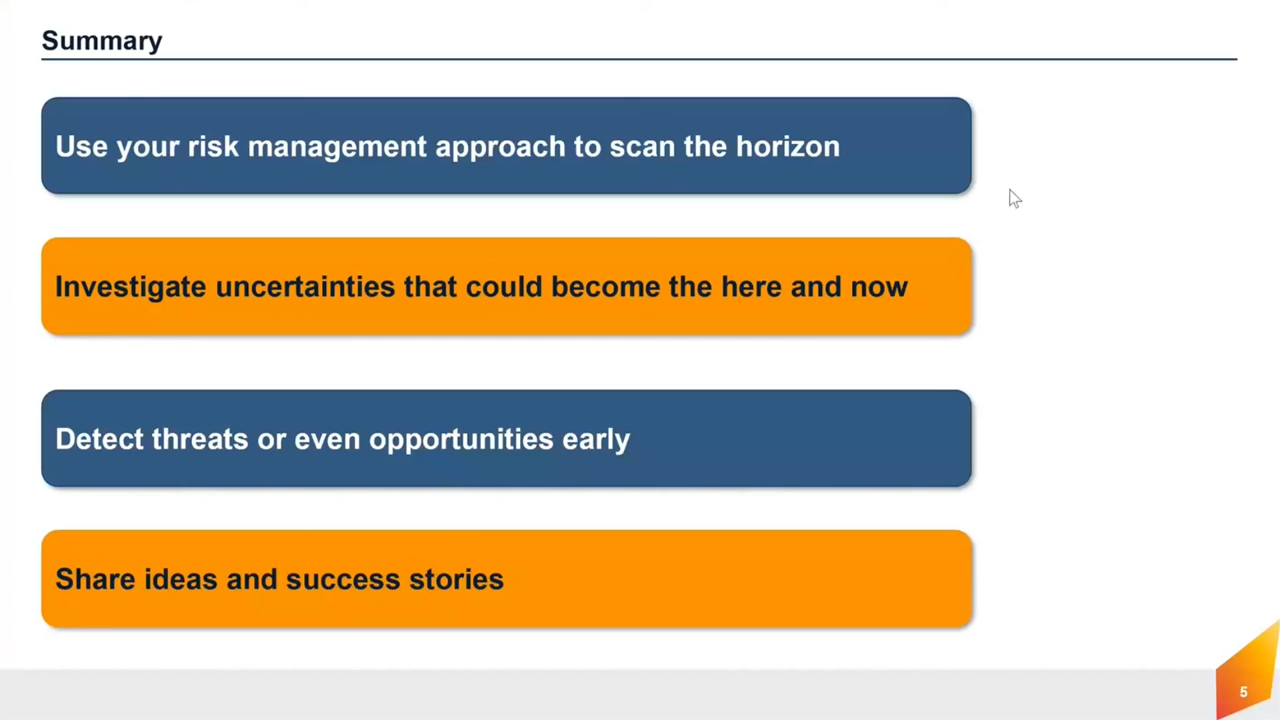 Summary
Use your risk management approach to scan the horizon
Investigate uncertainties that could become the here and now
Detect threats or even opportunities early
Share ideas and success stories
5